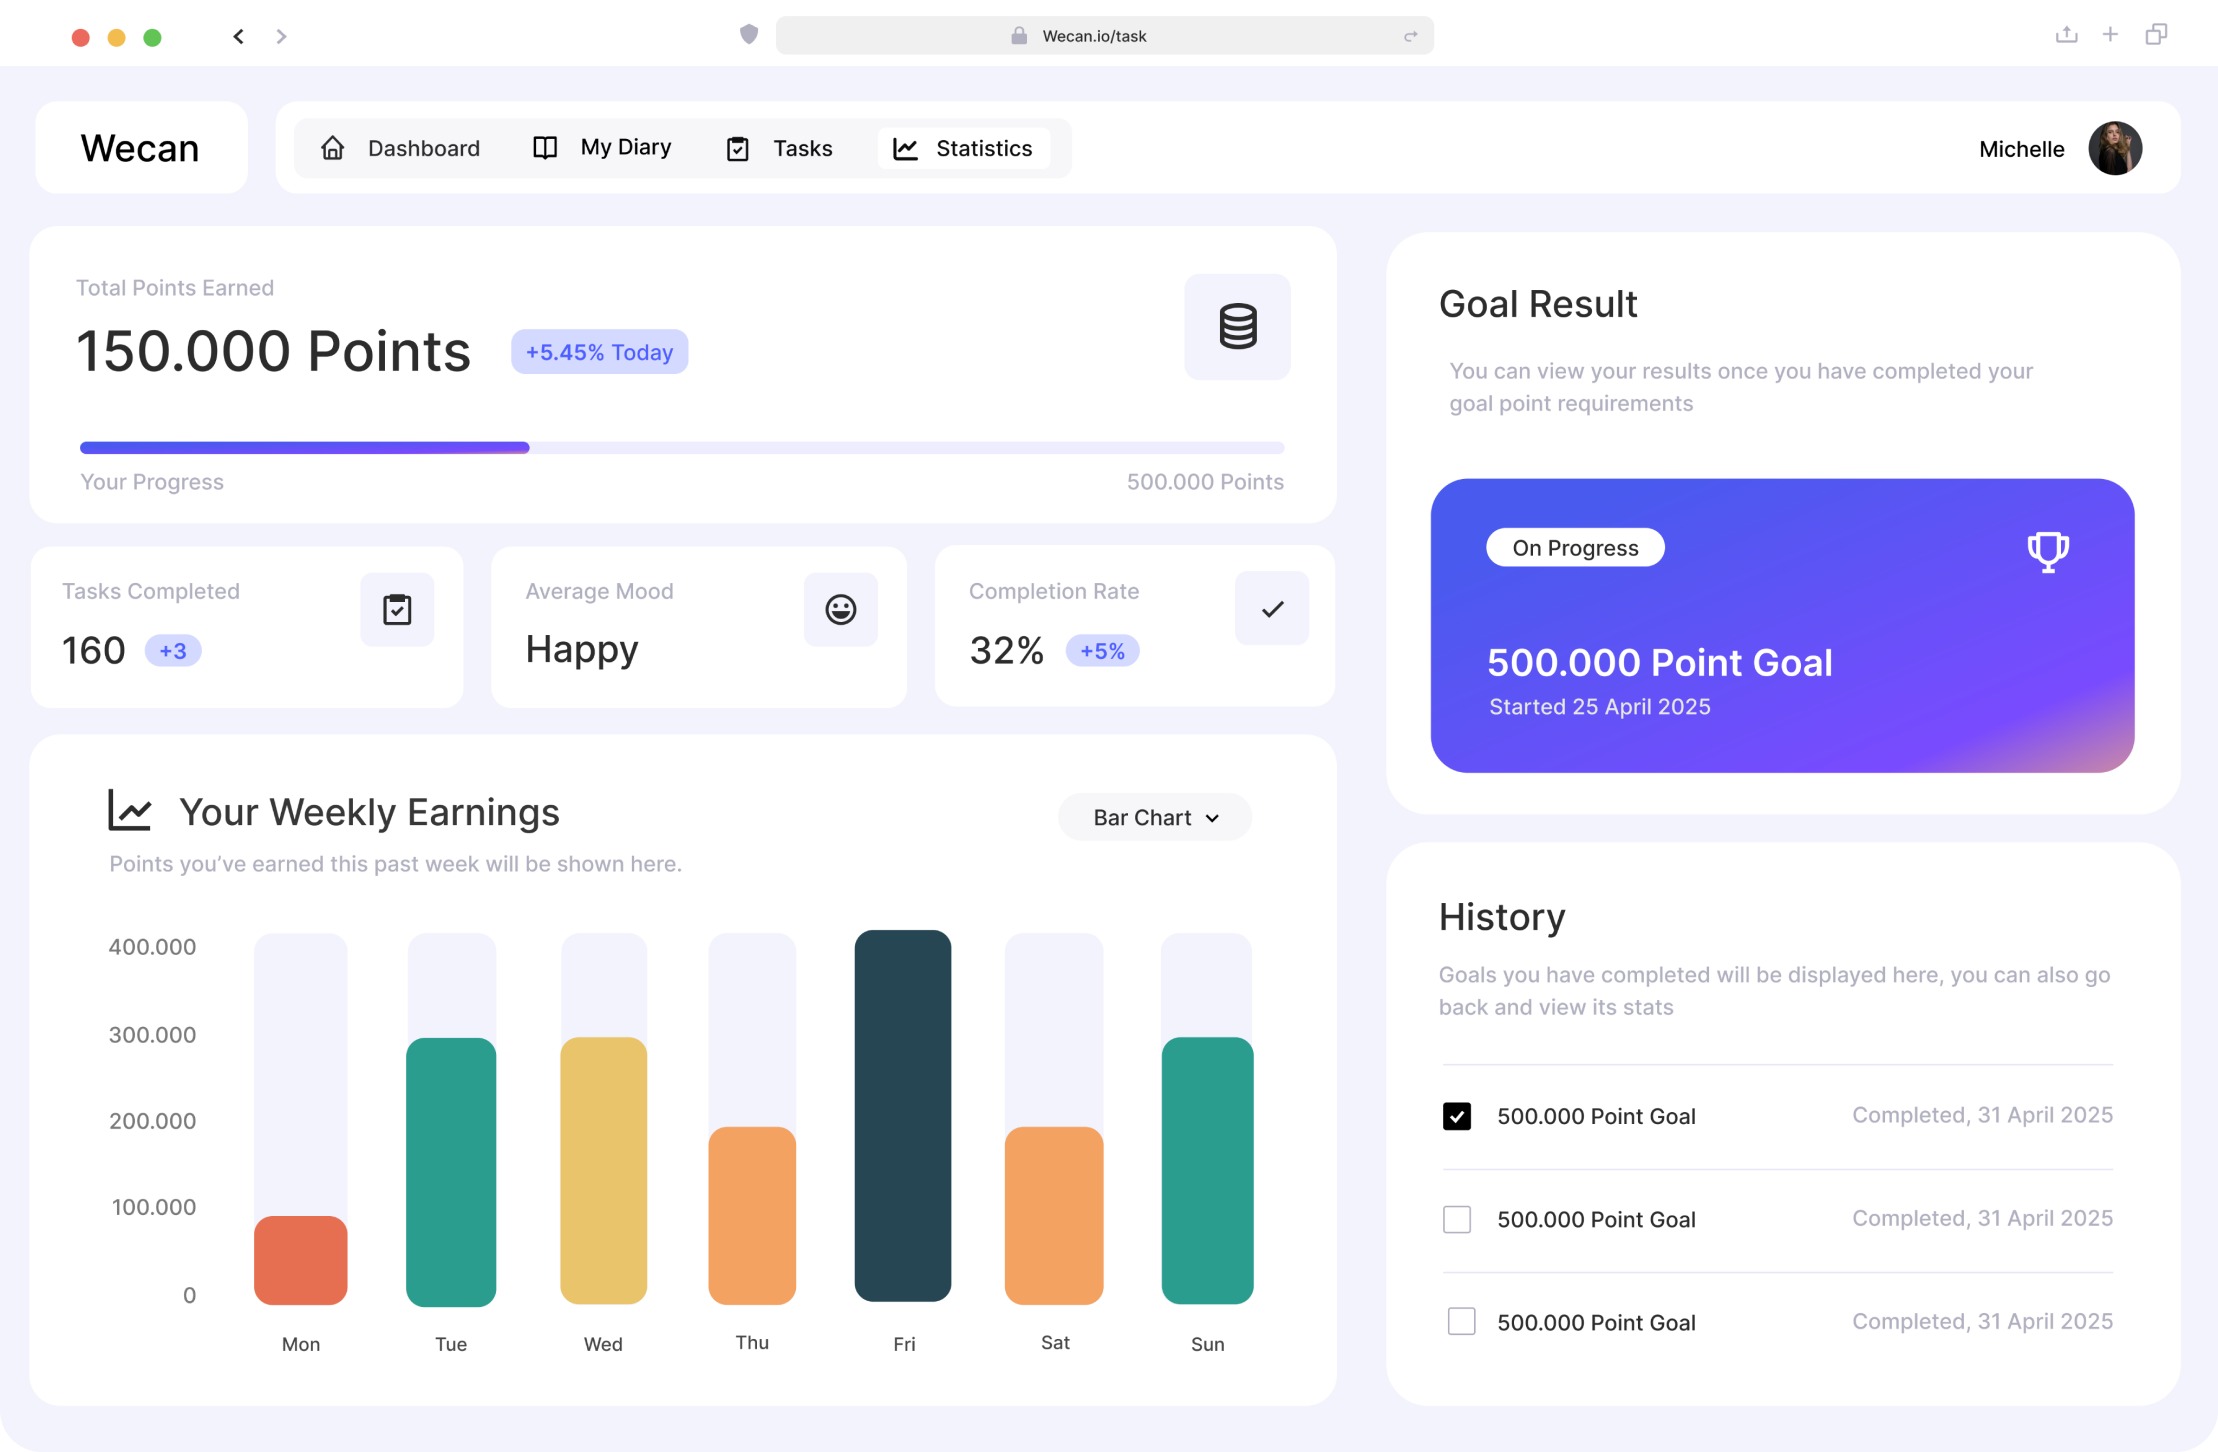 Wecan.io/task
Wecan
Dashboard
My Diary
Tasks
Statistics
Michelle
Total Points Earned
150.000 Points
+5.45% Today
Your Progress
500.000 Points
Tasks Completed
160
+3
Average Mood
Happy
Completion Rate
32%
+5%
Your Weekly Earnings
Bar Chart
Points you’ve earned this past week will be shown here.
400.000
300.000
200.000
100.000
0
Mon
Tue
Wed
Thu
Fri
Sat
Sun
Goal Result
You can view your results once you have completed your
goal point requirements
On Progress
500.000 Point Goal
Started 25 April 2025
History
Goals you have completed will be displayed here, you can also go
back and view its stats
500.000 Point Goal
Completed, 31 April 2025
500.000 Point Goal
Completed, 31 April 2025
500.000 Point Goal
Completed, 31 April 2025